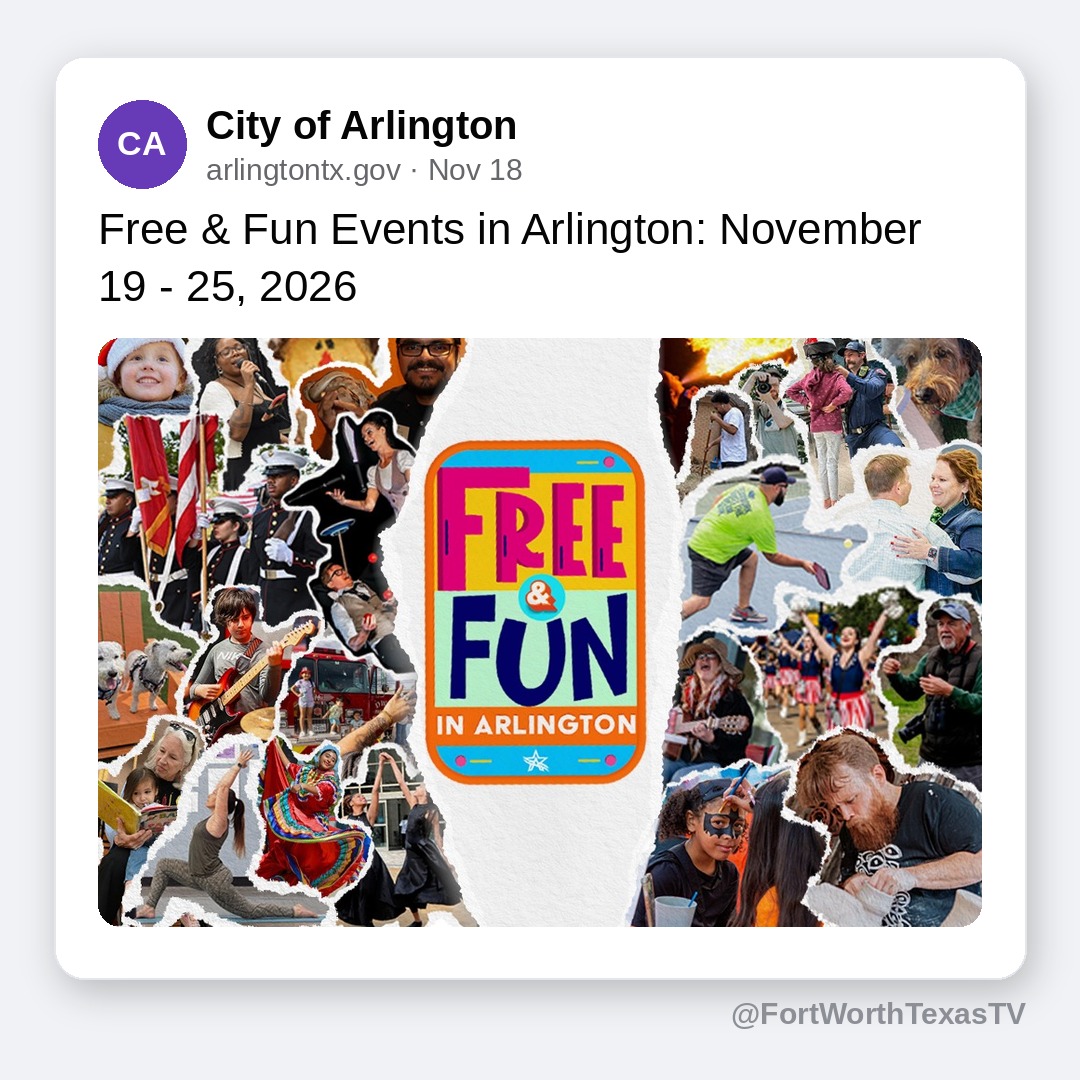 CA
City of Arlington
arlingtontx.gov · Nov 18
Free & Fun Events in Arlington: November
19 - 25, 2026
FREE
&
FUN
IN ARLINGTON
NIKE
@FortWorthTexasTV